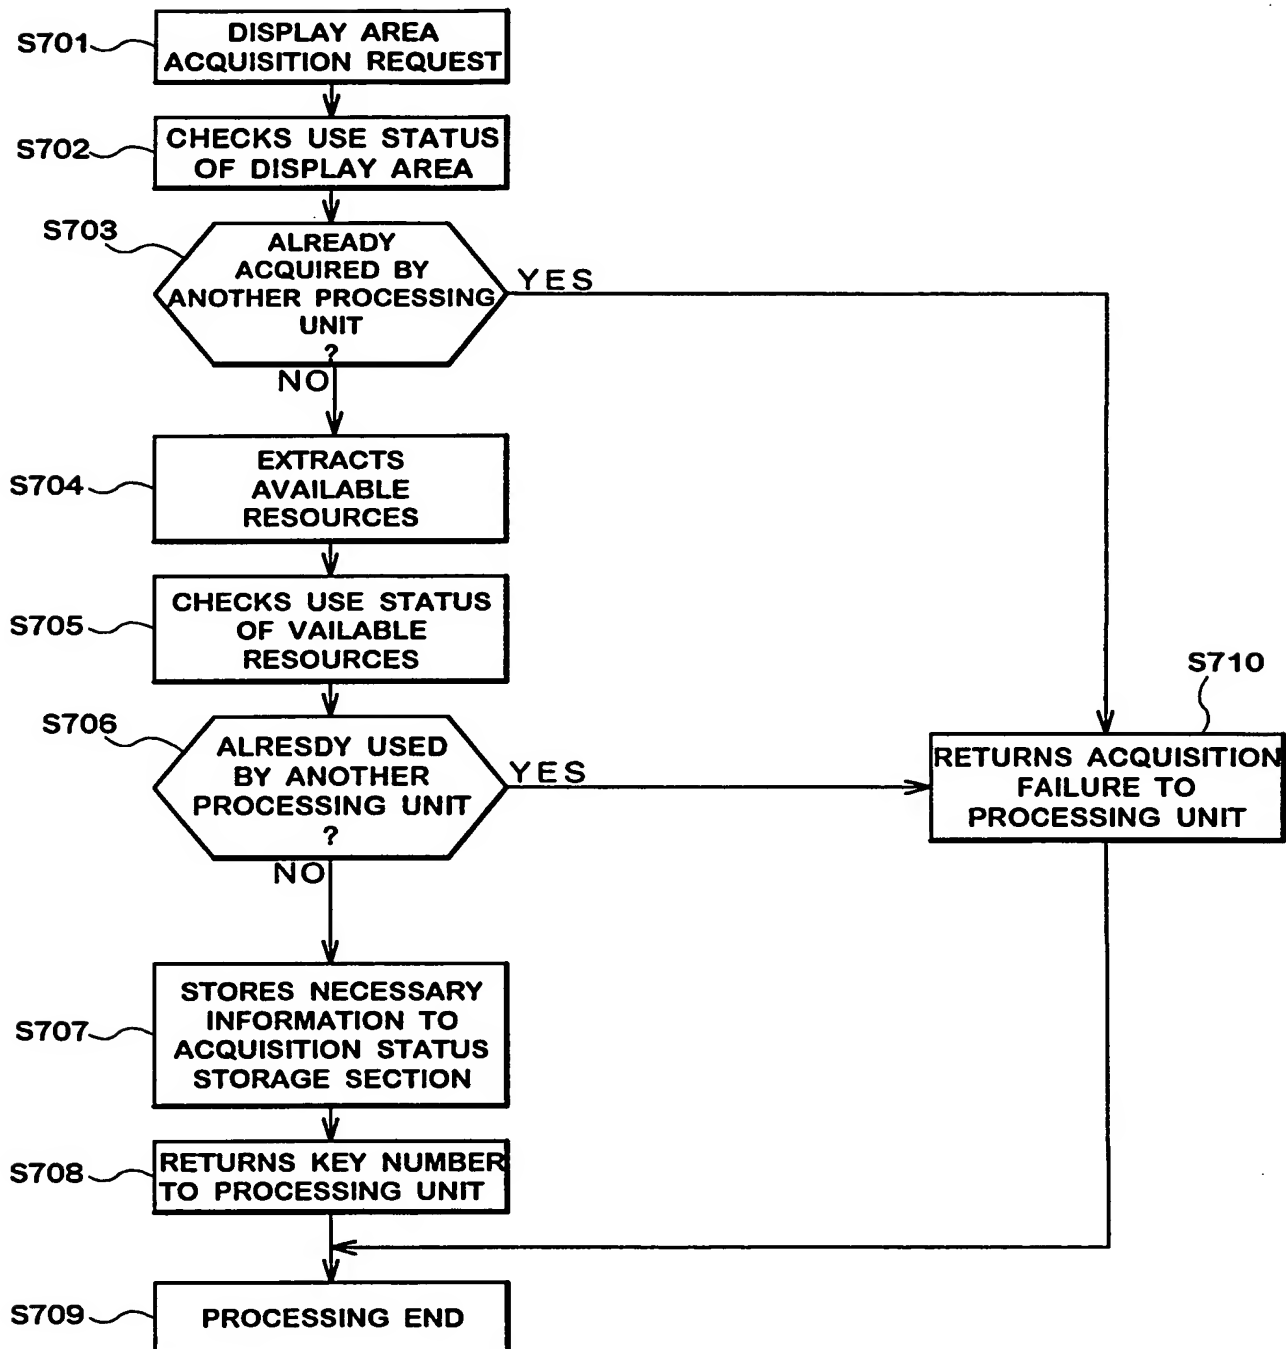 S701
DISPLAY AREA
ACQUISITION REQUEST
S702
CHECKS USE STATUS
OF DISPLAY AREA
S703
ALREADY
ACQUIRED BY
ANOTHER PROCESSING
UNIT
?
YES
NO
S704
EXTRACTS
AVAILABLE
RESOURCES
S705
CHECKS USE STATUS
OF VAILABLE
RESOURCES
S706
ALRESDY USED
BY ANOTHER
PROCESSING UNIT
?
YES
NO
S710
RETURNS ACQUISITION
FAILURE TO
PROCESSING UNIT
S707
STORES NECESSARY
INFORMATION TO
ACQUISITION STATUS
STORAGE SECTION
S708
RETURNS KEY NUMBER
TO PROCESSING UNIT
S709
PROCESSING END